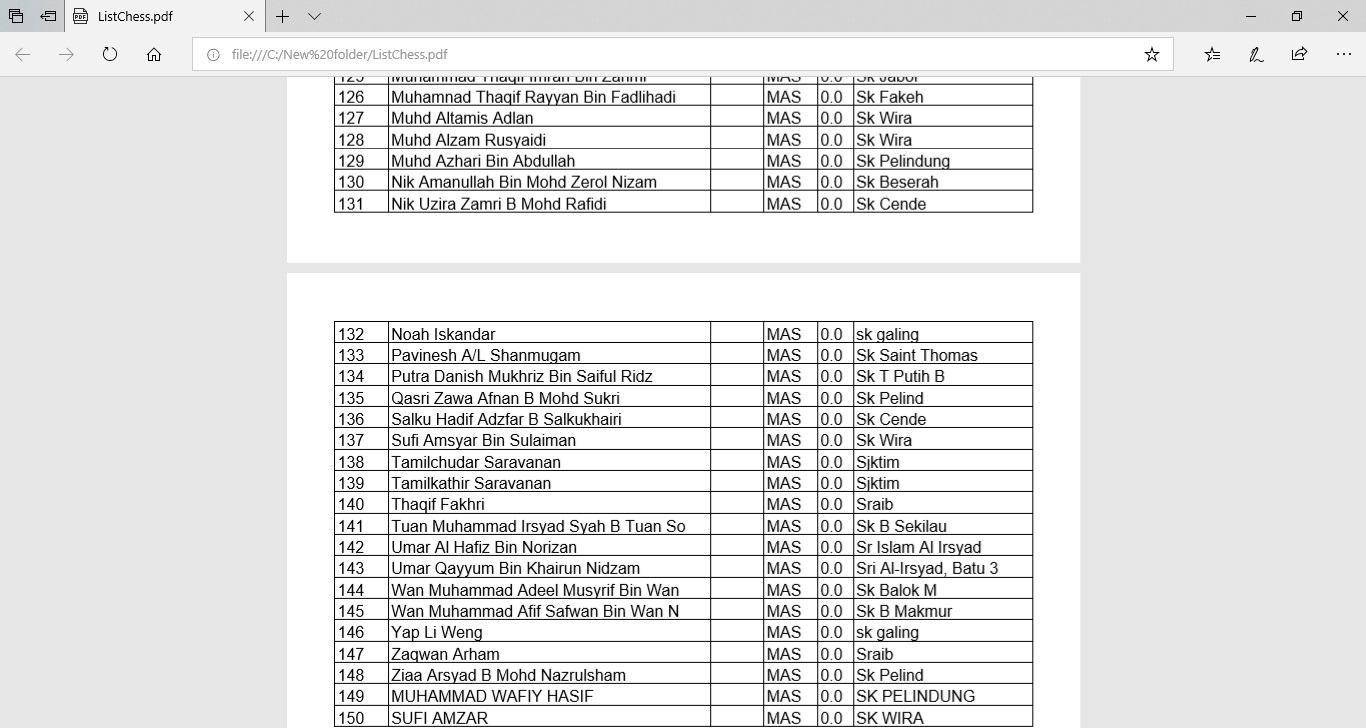 ListChess.pdf
file:///C:/New%20folder/ListChess.pdf
125 Muhammad Thaqif Imran Bin Zahmi MAS 0.0 Sk Jabor
126 Muhamnad Thaqif Rayyan Bin Fadlihadi MAS 0.0 Sk Fakeh
127 Muhd Altamis Adlan MAS 0.0 Sk Wira
128 Muhd Alzam Rusyaidi MAS 0.0 Sk Wira
129 Muhd Azhari Bin Abdullah MAS 0.0 Sk Pelindung
130 Nik Amanullah Bin Mohd Zerol Nizam MAS 0.0 Sk Beserah
131 Nik Uzira Zamri B Mohd Rafidi MAS 0.0 Sk Cende
132 Noah Iskandar MAS 0.0 sk galing
133 Pavinesh A/L Shanmugam MAS 0.0 Sk Saint Thomas
134 Putra Danish Mukhriz Bin Saiful Ridz MAS 0.0 Sk T Putih B
135 Qasri Zawa Afnan B Mohd Sukri MAS 0.0 Sk Pelind
136 Salku Hadif Adzfar B Salkukhairi MAS 0.0 Sk Cende
137 Sufi Amsyar Bin Sulaiman MAS 0.0 Sk Wira
138 Tamilchudar Saravanan MAS 0.0 Sjktim
139 Tamilkathir Saravanan MAS 0.0 Sjktim
140 Thaqif Fakhri MAS 0.0 Sraib
141 Tuan Muhammad Irsyad Syah B Tuan So MAS 0.0 Sk B Sekilau
142 Umar Al Hafiz Bin Norizan MAS 0.0 Sr Islam Al Irsyad
143 Umar Qayyum Bin Khairun Nidzam MAS 0.0 Sri Al-Irsyad, Batu 3
144 Wan Muhammad Adeel Musyrif Bin Wan MAS 0.0 Sk Balok M
145 Wan Muhammad Afif Safwan Bin Wan N MAS 0.0 Sk B Makmur
146 Yap Li Weng MAS 0.0 sk galing
147 Zaqwan Arham MAS 0.0 Sraib
148 Ziaa Arsyad B Mohd Nazrulsham MAS 0.0 Sk Pelind
149 MUHAMMAD WAFIY HASIF MAS 0.0 SK PELINDUNG
150 SUFI AMZAR MAS 0.0 SK WIRA